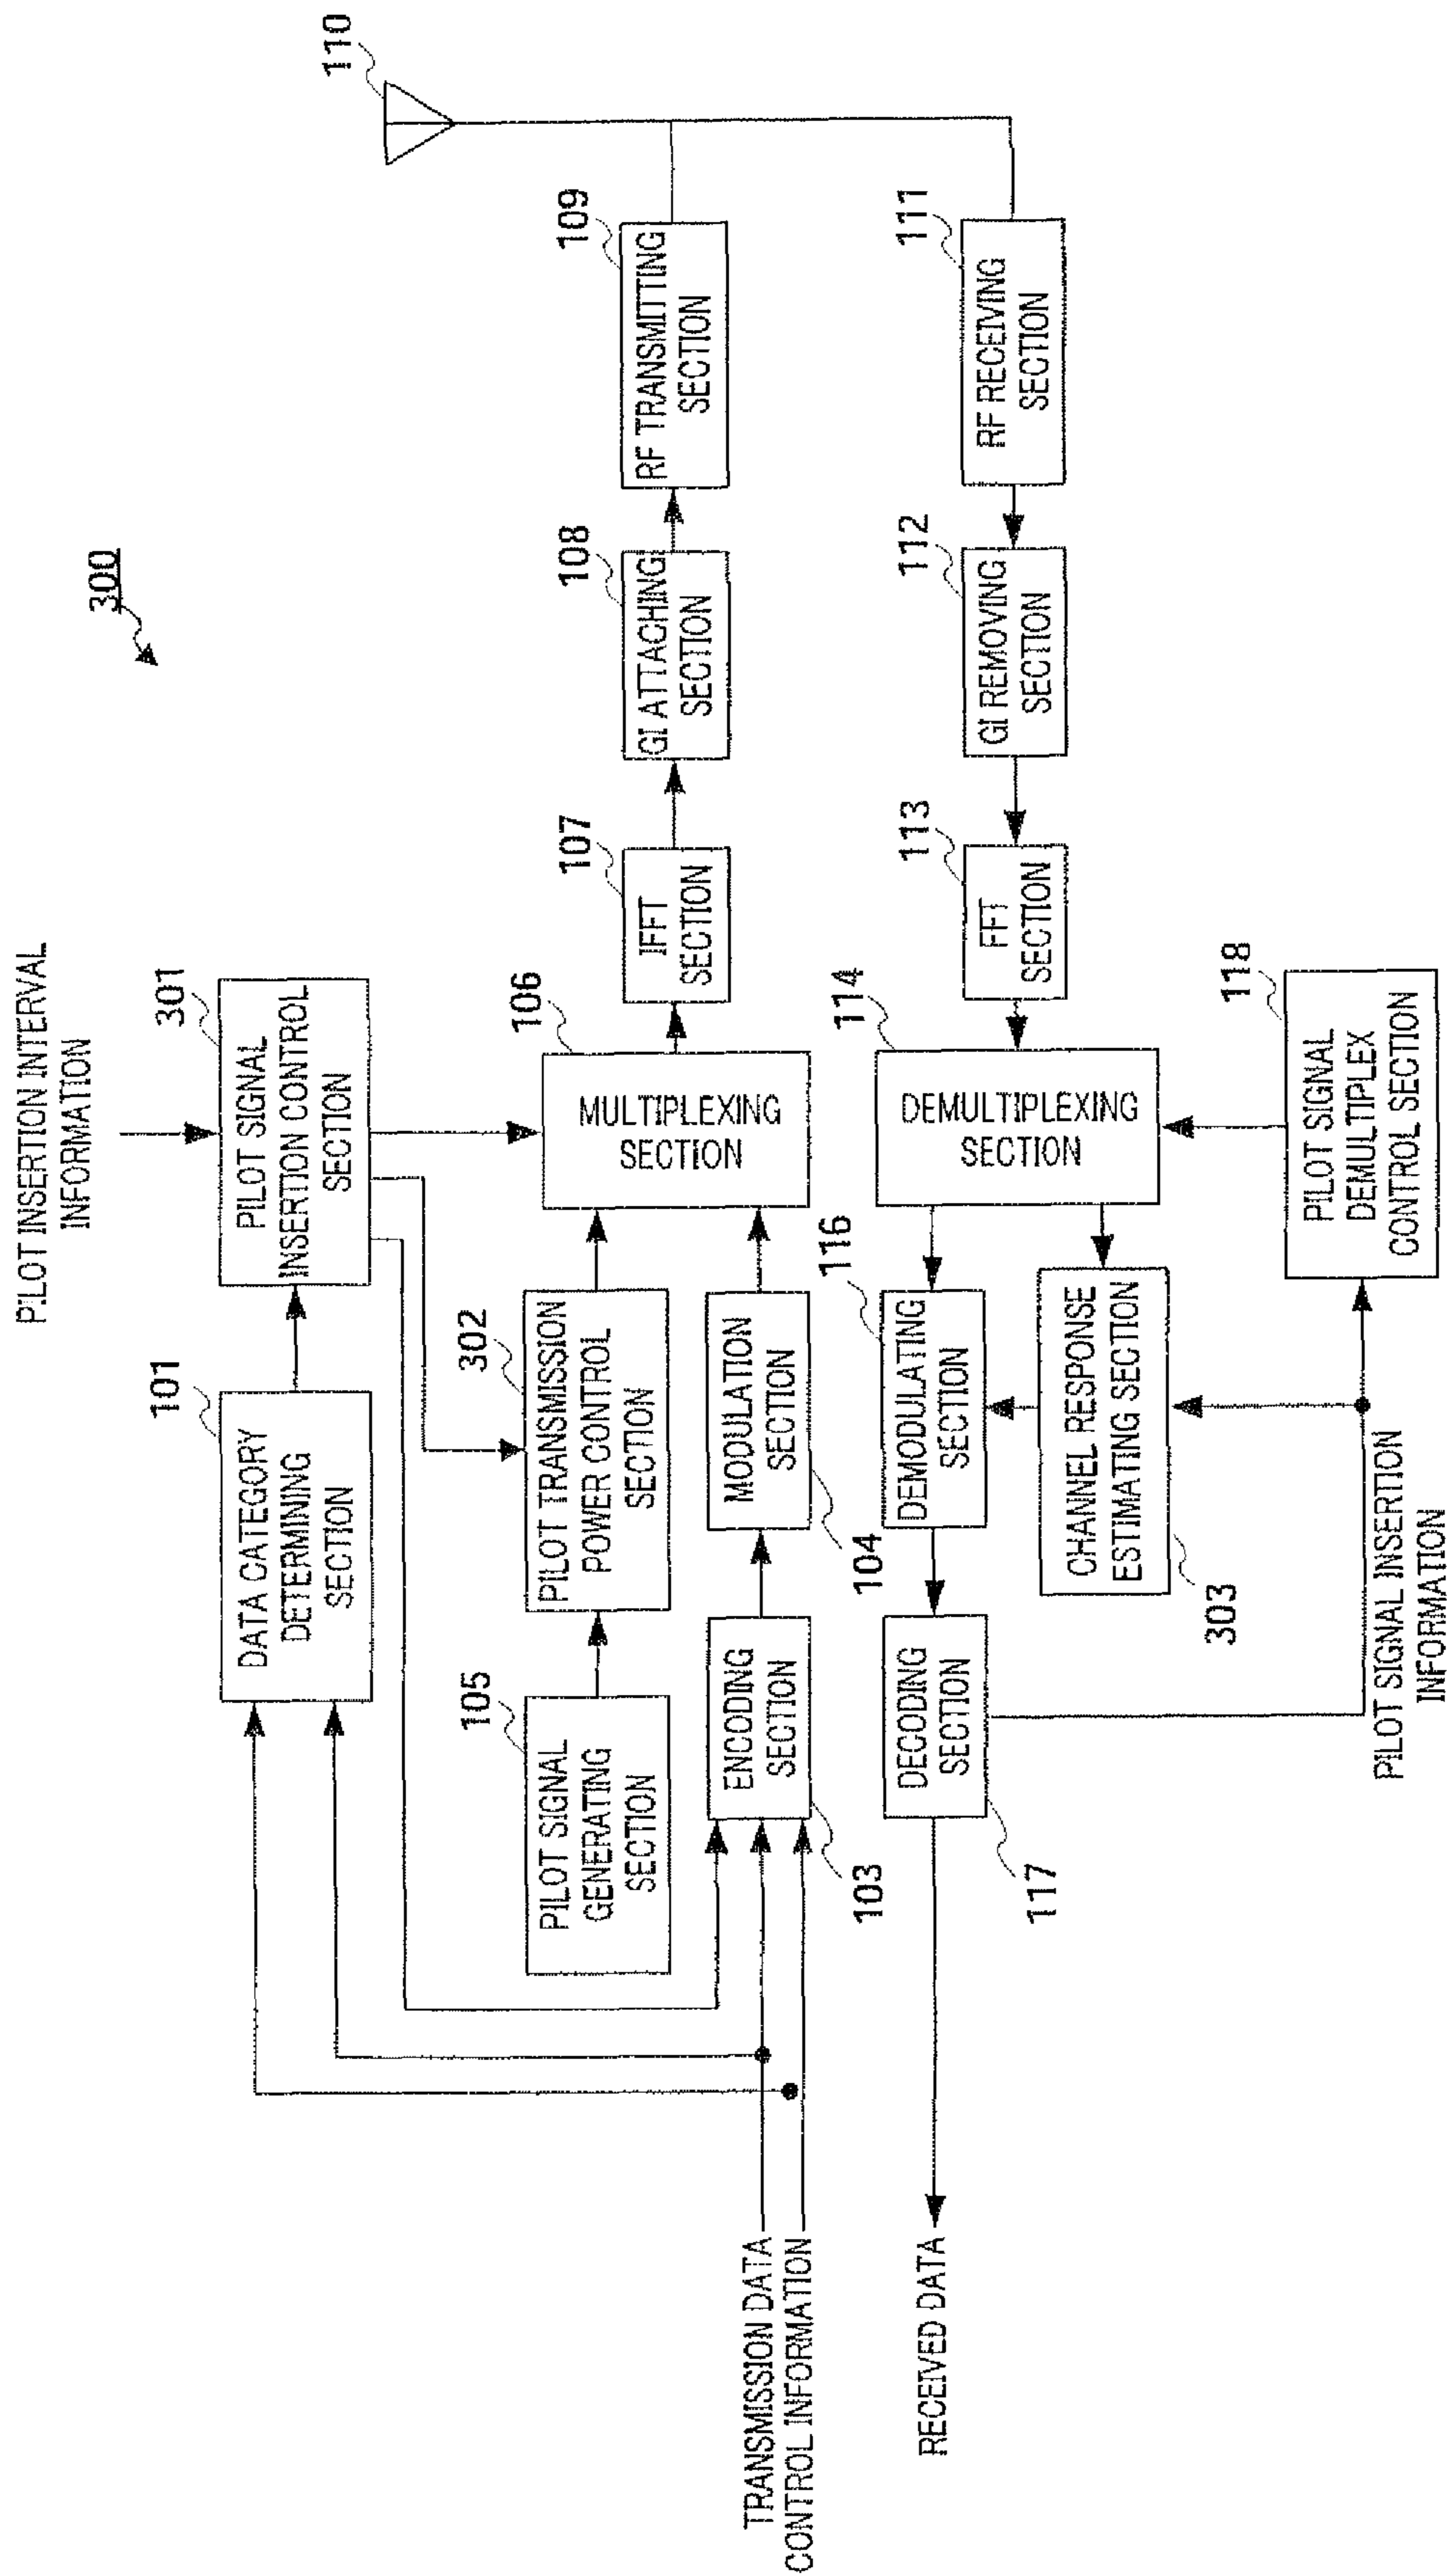 300
PILOT INSERTION INTERVAL
INFORMATION
101
DATA CATEGORY
DETERMINING
SECTION
301
PILOT SIGNAL
INSERTION CONTROL
SECTION
105
PILOT SIGNAL
GENERATING
SECTION
302
PILOT TRANSMISSION
POWER CONTROL
SECTION
106
MULTIPLEXING
SECTION
107
IFFT
SECTION
108
GI ATTACHING
SECTION
109
RF TRANSMITTING
SECTION
110
TRANSMISSION DATA
CONTROL INFORMATION
ENCODING
SECTION
103
MODULATION
SECTION
104
RECEIVED DATA
DECODING
SECTION
117
116
DEMODULATING
SECTION
CHANNEL RESPONSE
ESTIMATING SECTION
303
114
DEMULTIPLEXING
SECTION
113
FFT
SECTION
112
GI REMOVING
SECTION
111
RF RECEIVING
SECTION
118
PILOT SIGNAL
DEMULTIPLEX
CONTROL SECTION
PILOT SIGNAL INSERTION
INFORMATION